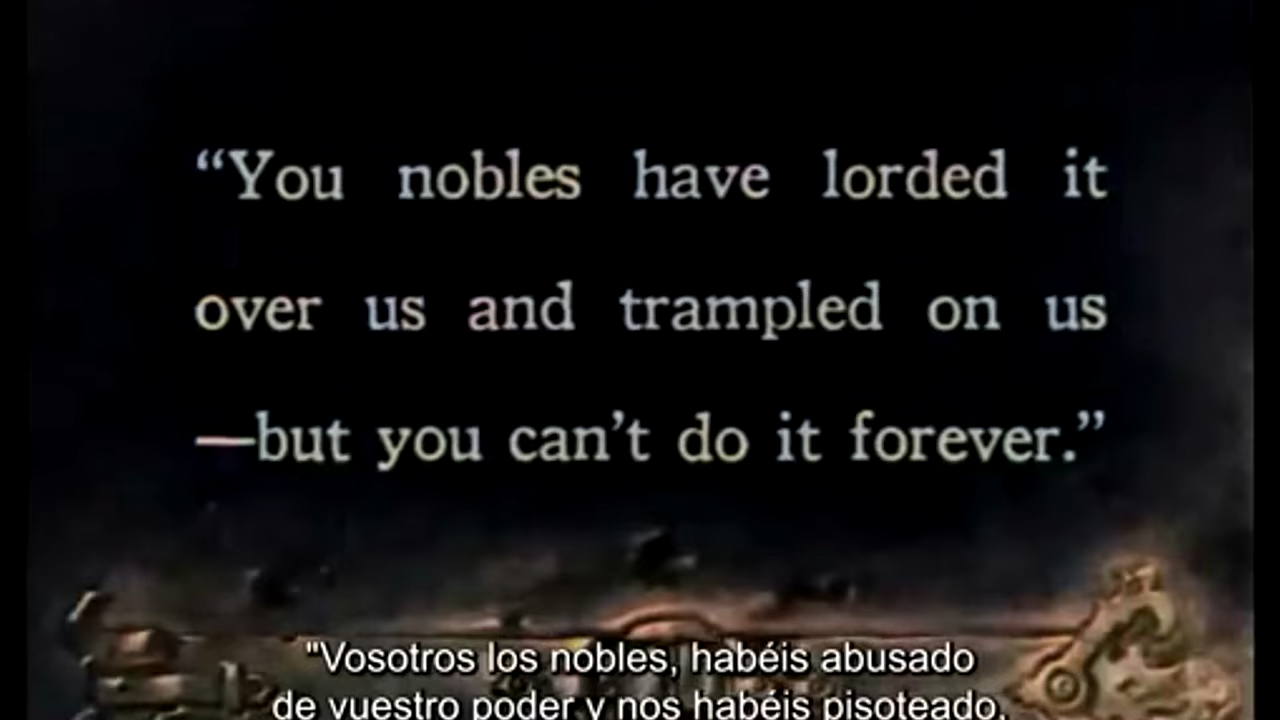 “You nobles have lorded it
over us and trampled on us
—but you can’t do it forever.”
"Vosotros los nobles, habéis abusado
de vuestro poder y nos habéis pisoteado,